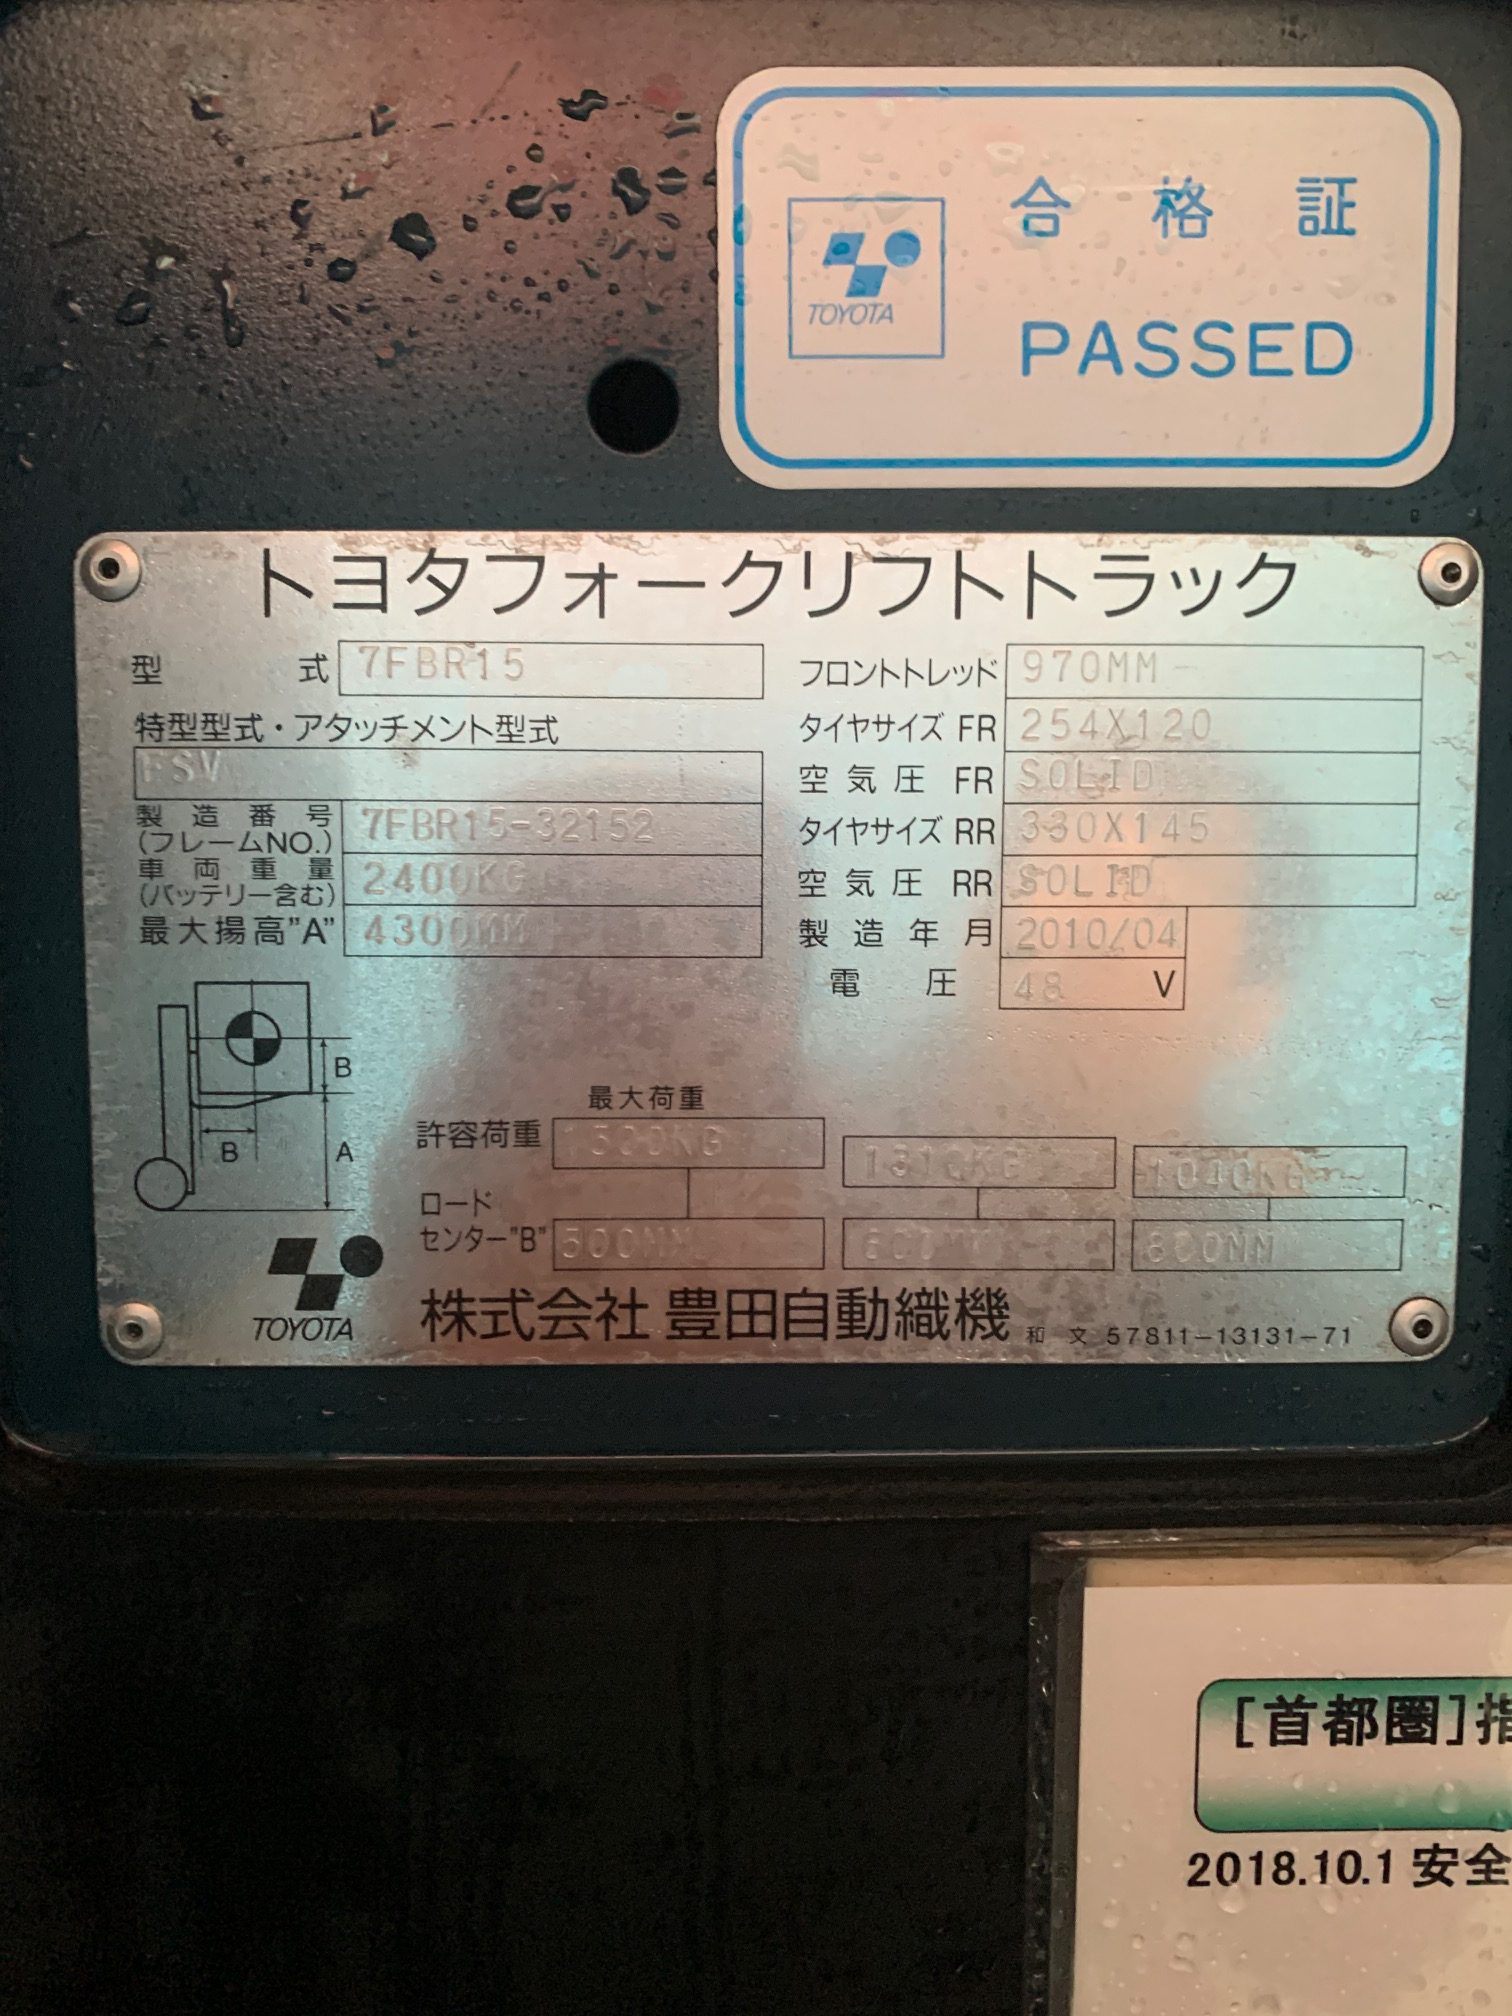 合格証
TOYOTA
PASSED
トヨタフォークリフトトラック
型式 7FBR15
特型型式・アタッチメント型式
FSV
製造番号 (フレームNO.) 7FBR15-32152
車両重量 (バッテリー含む) 2400KG
最大揚高"A" 4300MM
フロントトレッド 970MM-
タイヤサイズ FR 254X120
空気圧 FR SOLID
タイヤサイズ RR 330X145
空気圧 RR SOLID
製造年月 2010/04
電圧 48 V
B
B
A
最大荷重
許容荷重 1500KG 1310KG 1040KG
ロードセンター"B" 500MM 600MM 800MM
TOYOTA
株式会社 豊田自動織機 和文 57811-13131-71
[首都圏]指
2018.10.1 安全